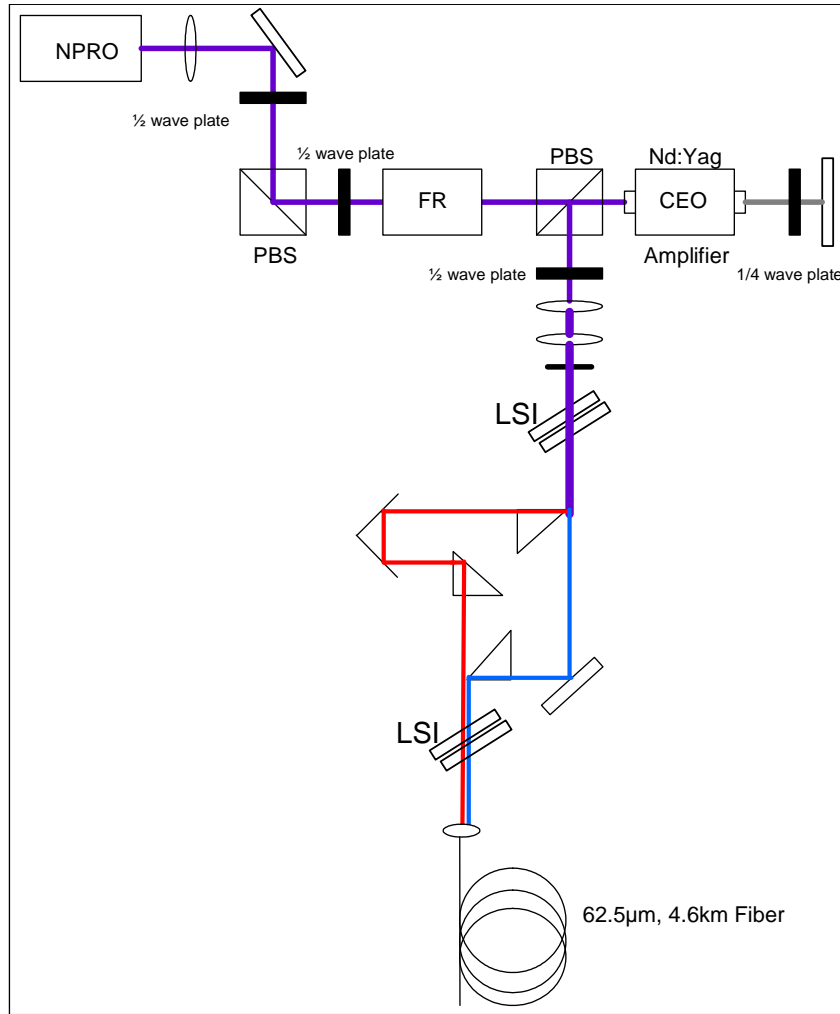 NPRO
½ wave plate
½ wave plate
PBS
Nd:Yag
FR
CEO
PBS
Amplifier
½ wave plate
1/4 wave plate
LSI
LSI
62.5µm, 4.6km Fiber